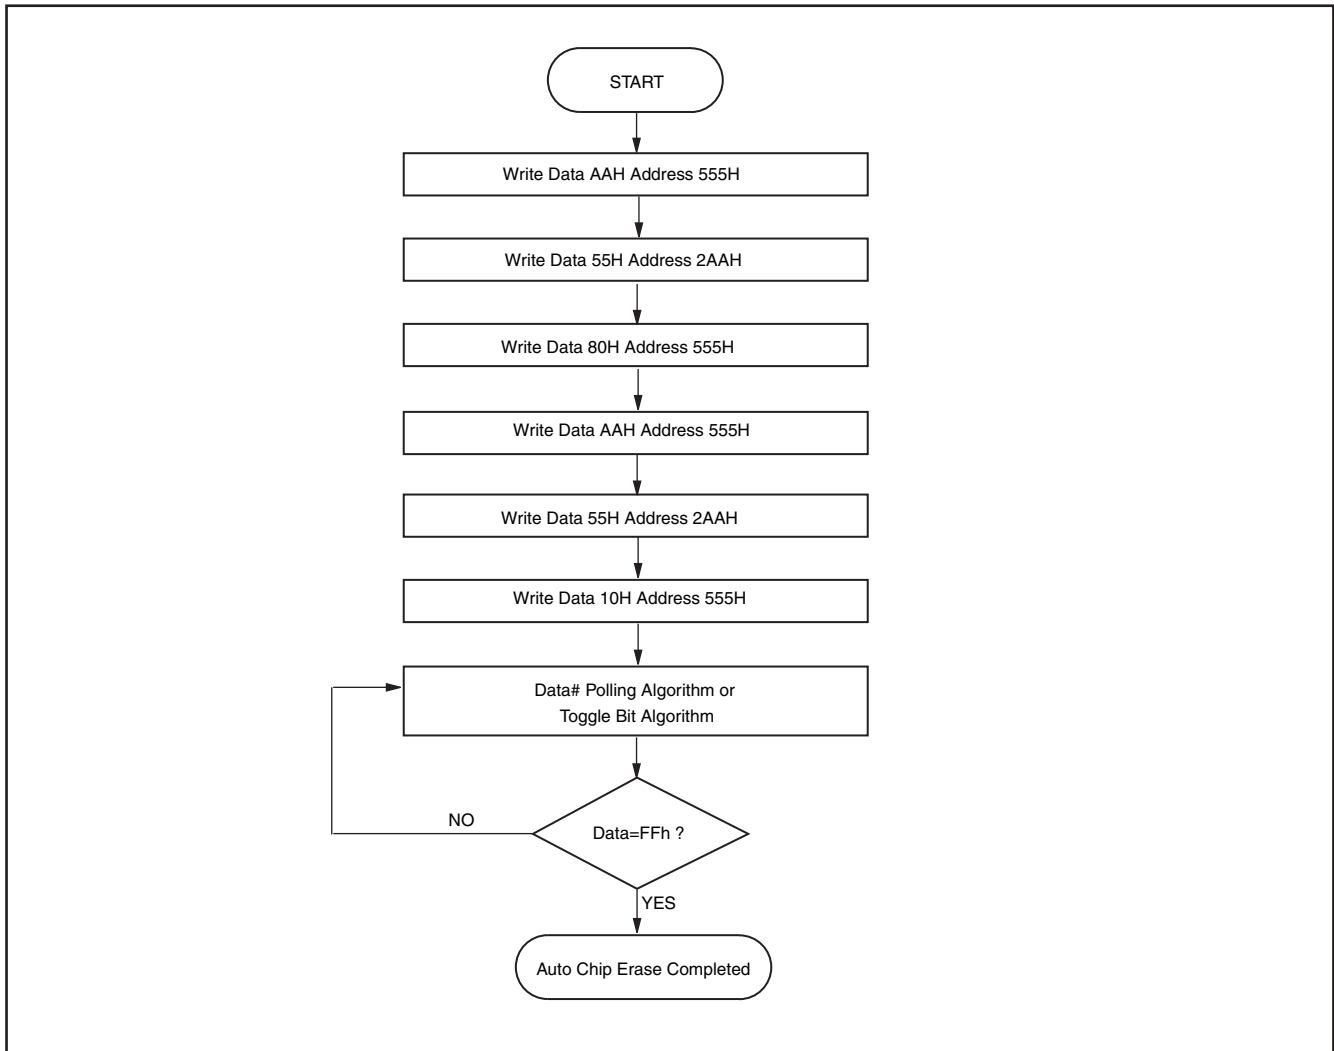 START
Write Data AAH Address 555H
Write Data 55H Address 2AAH
Write Data 80H Address 555H
Write Data AAH Address 555H
Write Data 55H Address 2AAH
Write Data 10H Address 555H
Data# Polling Algorithm or
Toggle Bit Algorithm
NO
Data=FFh ?
YES
Auto Chip Erase Completed